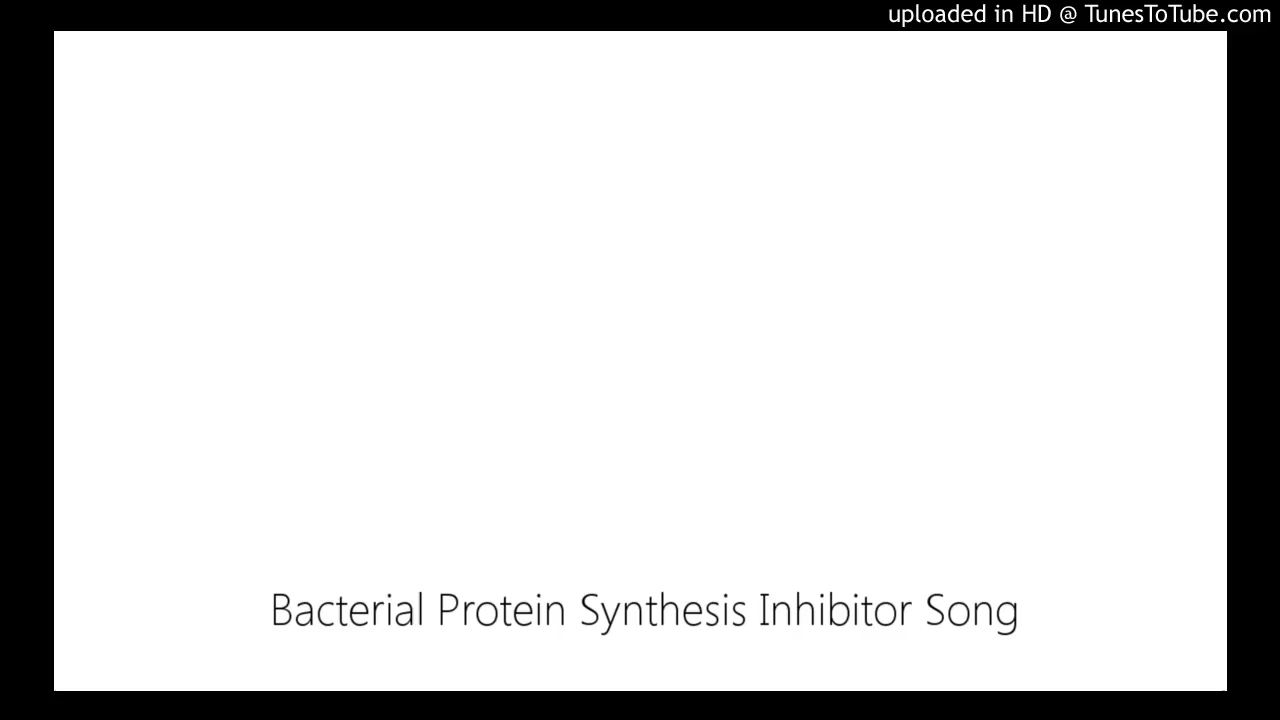 uploaded in HD @ TunesToTube.com
Bacterial Protein Synthesis Inhibitor Song